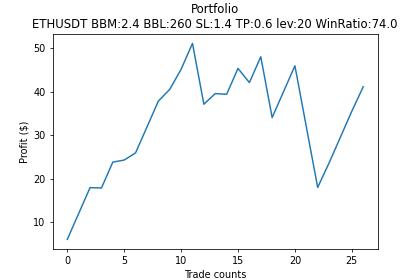 Portfolio
ETHUSDT BBM:2.4 BBL:260 SL:1.4 TP:0.6 lev:20 WinRatio:74.0
50
40
30
20
10
Profit ($)
0 5 10 15 20 25
Trade counts